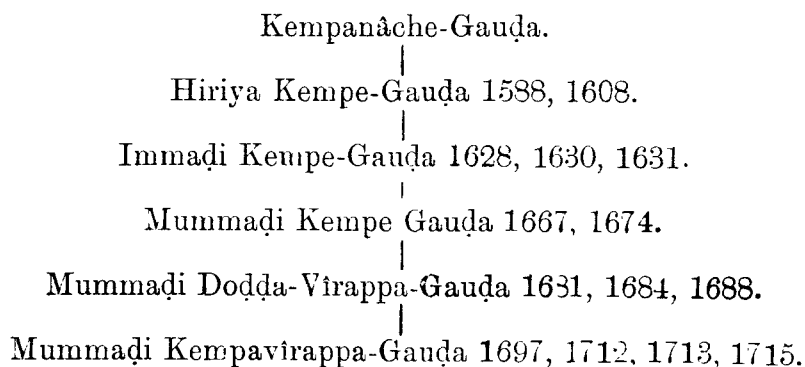 Kempanâche-Gauḍa.
Hiriya Kempe-Gauḍa 1588, 1608.
Immaḍi Kempe-Gauḍa 1628, 1630, 1631.
Mummaḍi Kempe Gauḍa 1667, 1674.
Mummaḍi Doḍḍa-Vîrappa-Gauḍa 1681, 1684, 1688.
Mummaḍi Kempavîrappa-Gauḍa 1697, 1712, 1713, 1715.